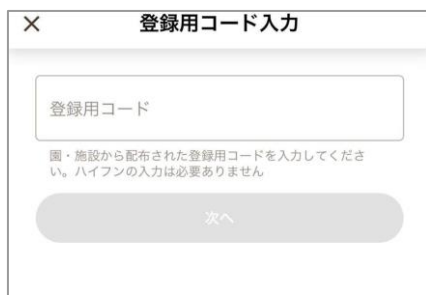 × 登録用コード入力
登録用コード
園・施設から配布された登録用コードを入力してくださ
い。ハイフンの入力は必要ありません
次へ